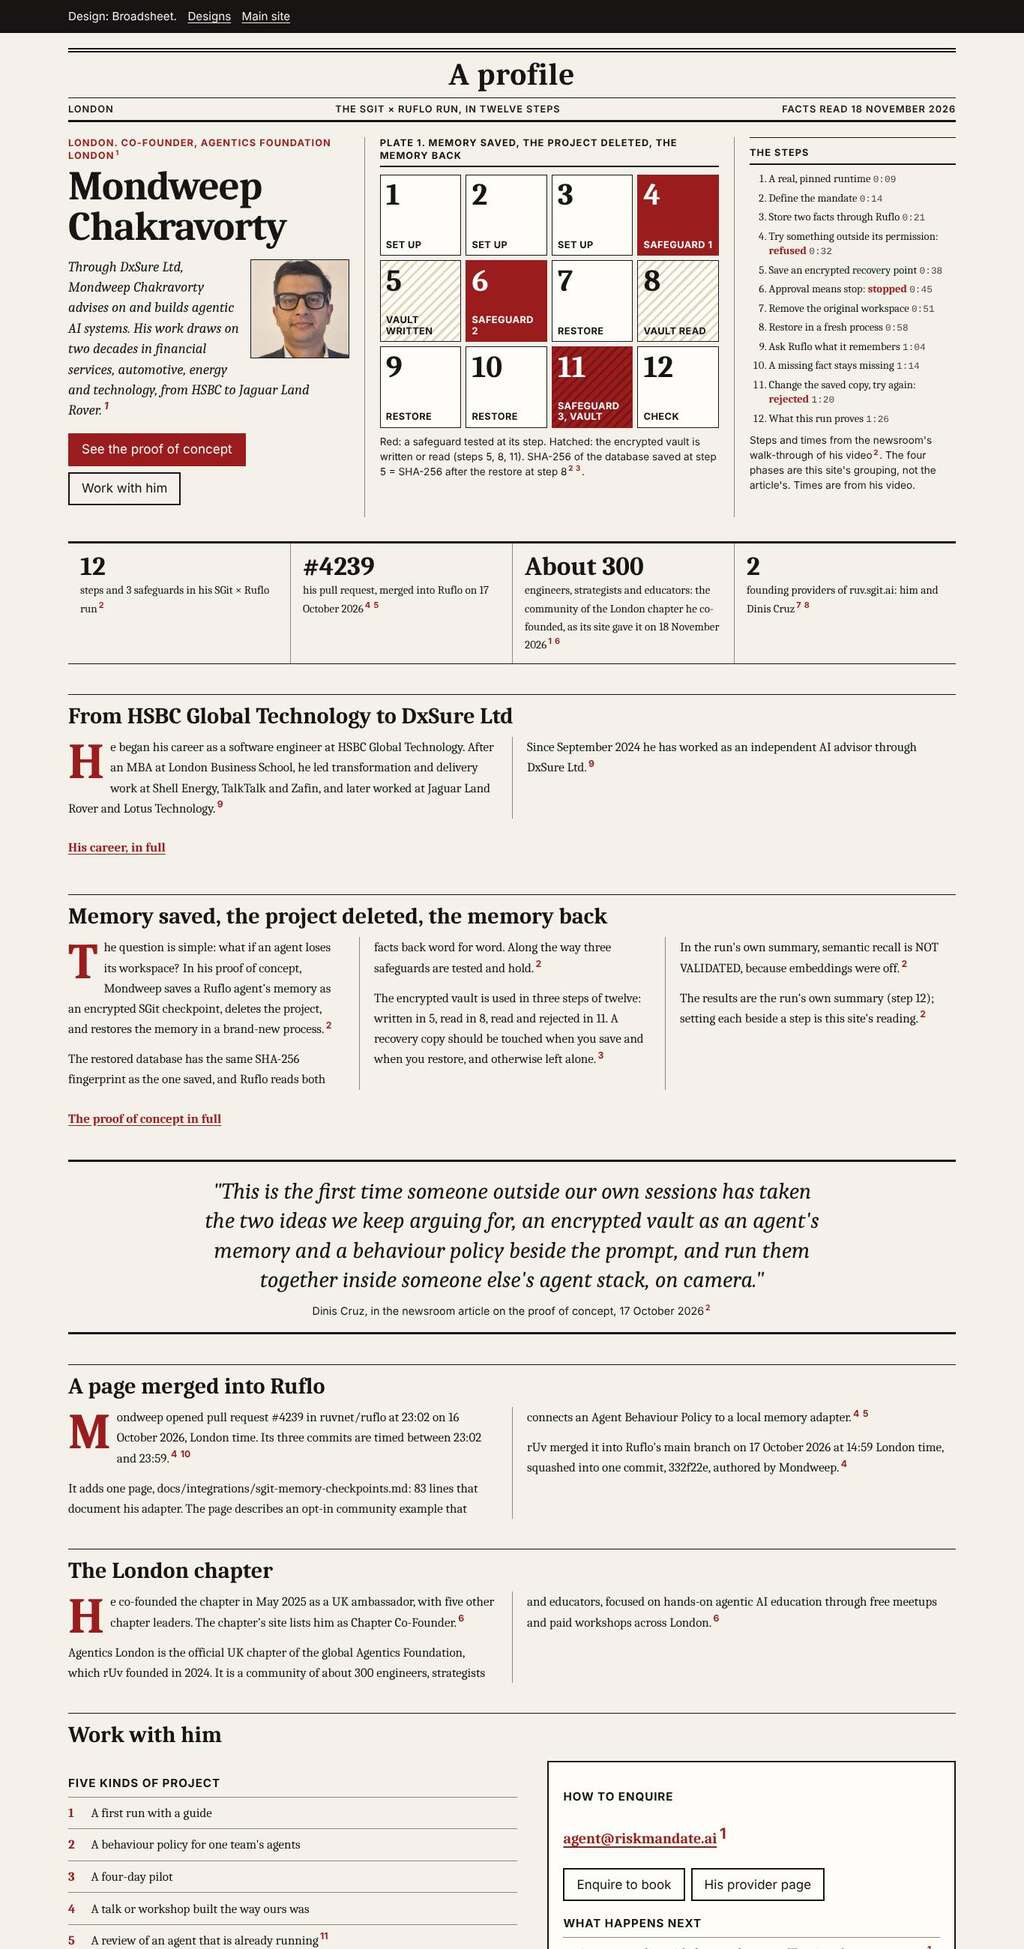 Design: Broadsheet. Designs Main site
A profile
LONDON
THE SGIT × RUFLO RUN, IN TWELVE STEPS
FACTS READ 18 NOVEMBER 2026
LONDON. CO-FOUNDER, AGENTICS FOUNDATION
LONDON 1
Mondweep
Chakravorty
Through DxSure Ltd,
Mondweep Chakravorty
advises on and builds agentic
AI systems. His work draws on
two decades in financial
services, automotive, energy
and technology, from HSBC to Jaguar Land
Rover. 1
See the proof of concept
Work with him
PLATE 1. MEMORY SAVED, THE PROJECT DELETED, THE
MEMORY BACK
1
SET UP
2
SET UP
3
SET UP
4
SAFEGUARD 1
5
VAULT
WRITTEN
6
SAFEGUARD
2
7
RESTORE
8
VAULT READ
9
RESTORE
10
RESTORE
11
SAFEGUARD
3, VAULT
12
CHECK
Red: a safeguard tested at its step. Hatched: the encrypted vault is
written or read (steps 5, 8, 11). SHA-256 of the database saved at step
5 = SHA-256 after the restore at step 8 2 3.
THE STEPS
1. A real, pinned runtime 0:09
2. Define the mandate 0:14
3. Store two facts through Ruflo 0:21
4. Try something outside its permission:
refused 0:32
5. Save an encrypted recovery point 0:38
6. Approval means stop: stopped 0:45
7. Remove the original workspace 0:51
8. Restore in a fresh process 0:58
9. Ask Ruflo what it remembers 1:04
10. A missing fact stays missing 1:14
11. Change the saved copy, try again:
rejected 1:20
12. What this run proves 1:26
Steps and times from the newsroom's
walk-through of his video 2. The four
phases are this site's grouping, not the
article's. Times are from his video.
12
steps and 3 safeguards in his SGit × Ruflo
run 2
#4239
his pull request, merged into Ruflo on 17
October 2026 4 5
About 300
engineers, strategists and educators: the
community of the London chapter he co-
founded, as its site gave it on 18 November
2026 1 6
2
founding providers of ruv.sgit.ai: him and
Dinis Cruz 7 8
From HSBC Global Technology to DxSure Ltd
He began his career as a software engineer at HSBC Global Technology. After
an MBA at London Business School, he led transformation and delivery
work at Shell Energy, TalkTalk and Zafin, and later worked at Jaguar Land
Rover and Lotus Technology. 9
Since September 2024 he has worked as an independent AI advisor through
DxSure Ltd. 9
His career, in full
Memory saved, the project deleted, the memory back
The question is simple: what if an agent loses
its workspace? In his proof of concept,
Mondweep saves a Ruflo agent's memory as
an encrypted SGit checkpoint, deletes the project,
and restores the memory in a brand-new process. 2
The restored database has the same SHA-256
fingerprint as the one saved, and Ruflo reads both
facts back word for word. Along the way three
safeguards are tested and hold. 2
The encrypted vault is used in three steps of twelve:
written in 5, read in 8, read and rejected in 11. A
recovery copy should be touched when you save and
when you restore, and otherwise left alone. 3
In the run's own summary, semantic recall is NOT
VALIDATED, because embeddings were off. 2
The results are the run's own summary (step 12);
setting each beside a step is this site's reading. 2
The proof of concept in full
"This is the first time someone outside our own sessions has taken
the two ideas we keep arguing for, an encrypted vault as an agent's
memory and a behaviour policy beside the prompt, and run them
together inside someone else's agent stack, on camera."
Dinis Cruz, in the newsroom article on the proof of concept, 17 October 2026 2
A page merged into Ruflo
Mondweep opened pull request #4239 in ruvnet/ruflo at 23:02 on 16
October 2026, London time. Its three commits are timed between 23:02
and 23:59. 4 10
It adds one page, docs/integrations/sgit-memory-checkpoints.md: 83 lines that
document his adapter. The page describes an opt-in community example that
connects an Agent Behaviour Policy to a local memory adapter. 4 5
rUv merged it into Ruflo's main branch on 17 October 2026 at 14:59 London time,
squashed into one commit, 332f22e, authored by Mondweep. 4
The London chapter
He co-founded the chapter in May 2025 as a UK ambassador, with five other
chapter leaders. The chapter's site lists him as Chapter Co-Founder. 6
Agentics London is the official UK chapter of the global Agentics Foundation,
which rUv founded in 2024. It is a community of about 300 engineers, strategists
and educators, focused on hands-on agentic AI education through free meetups
and paid workshops across London. 6
Work with him
FIVE KINDS OF PROJECT
1 A first run with a guide
2 A behaviour policy for one team's agents
3 A four-day pilot
4 A talk or workshop built the way ours was
5 A review of an agent that is already running 11
HOW TO ENQUIRE
agent@riskmandate.ai 1
Enquire to book
His provider page
WHAT HAPPENS NEXT